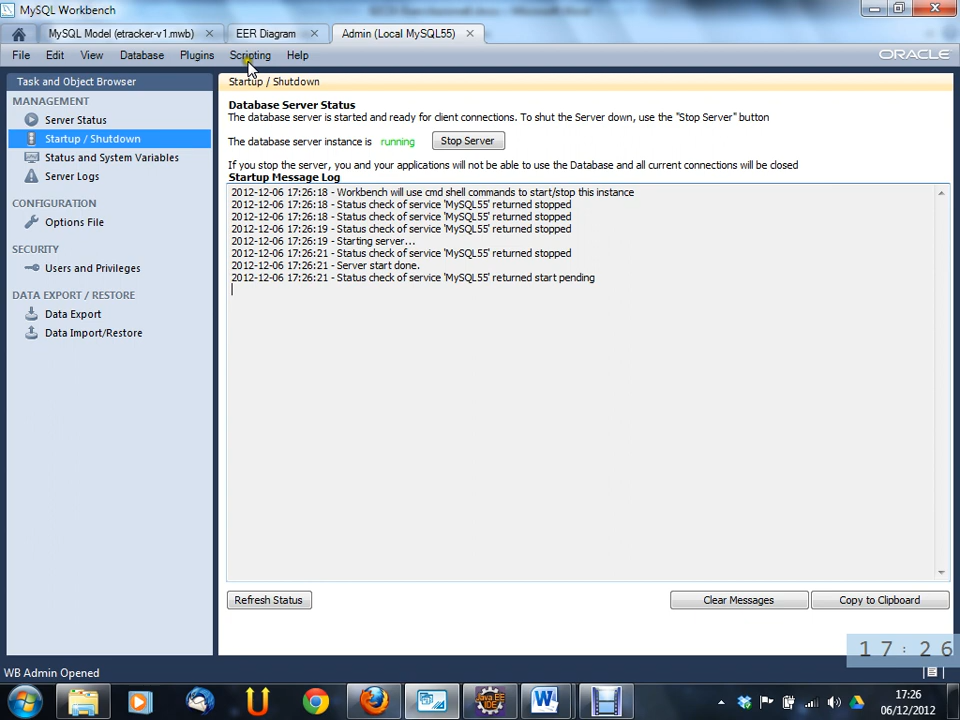 MySQL Workbench
MySQL Model (etracker-v1.mwb)
EER Diagram
Admin (Local MySQL55)
File Edit View Database Plugins Scripting Help
ORACLE
Task and Object Browser
MANAGEMENT
Server Status
Startup / Shutdown
Status and System Variables
Server Logs
CONFIGURATION
Options File
SECURITY
Users and Privileges
DATA EXPORT / RESTORE
Data Export
Data Import/Restore
Startup / Shutdown
Database Server Status
The database server is started and ready for client connections. To shut the Server down, use the "Stop Server" button
The database server instance is running Stop Server
If you stop the server, you and your applications will not be able to use the Database and all current connections will be closed
Startup Message Log
2012-12-06 17:26:18 - Workbench will use cmd shell commands to start/stop this instance
2012-12-06 17:26:18 - Status check of service 'MySQL55' returned stopped
2012-12-06 17:26:18 - Status check of service 'MySQL55' returned stopped
2012-12-06 17:26:19 - Status check of service 'MySQL55' returned stopped
2012-12-06 17:26:19 - Starting server...
2012-12-06 17:26:21 - Status check of service 'MySQL55' returned stopped
2012-12-06 17:26:21 - Server start done.
2012-12-06 17:26:21 - Status check of service 'MySQL55' returned start pending
Refresh Status Clear Messages Copy to Clipboard
17:26
WB Admin Opened
Java EE
IDE
17:26
06/12/2012